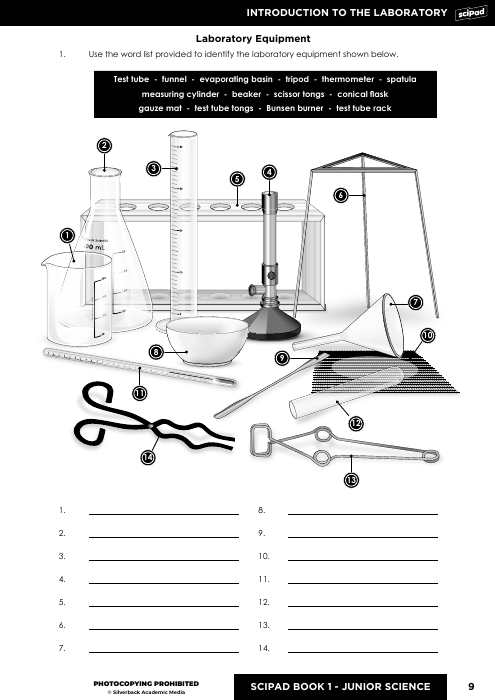 INTRODUCTION TO THE LABORATORY
scipad
Laboratory Equipment
1. Use the word list provided to identify the laboratory equipment shown below.
Test tube - funnel - evaporating basin - tripod - thermometer - spatula
measuring cylinder - beaker - scissor tongs - conical flask
gauze mat - test tube tongs - Bunsen burner - test tube rack
2
3
4
5
6
1
7
8
9
10
11
12
13
14
1. 8.
2. 9.
3. 10.
4. 11.
5. 12.
6. 13.
7. 14.
PHOTOCOPYING PROHIBITED
© Silverback Academic Media
SCIPAD BOOK 1 - JUNIOR SCIENCE
9